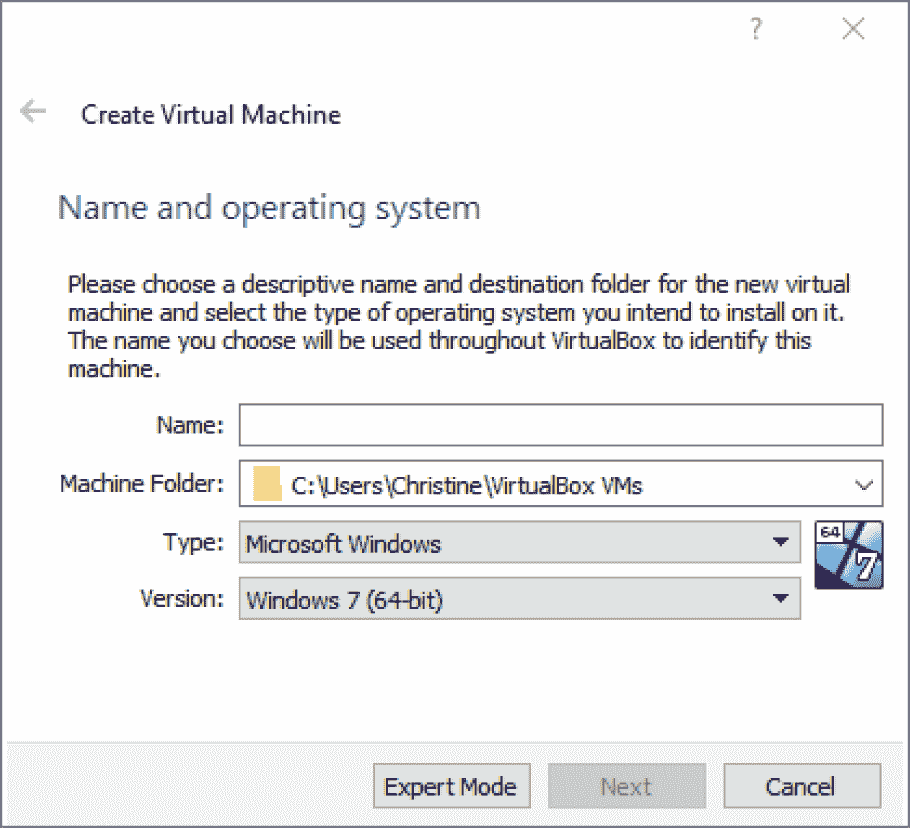 ?
Create Virtual Machine
Name and operating system
Please choose a descriptive name and destination folder for the new virtual
machine and select the type of operating system you intend to install on it.
The name you choose will be used throughout VirtualBox to identify this
machine.
Name:
Machine Folder: C:\Users\Christine\VirtualBox VMs
Type: Microsoft Windows
64
7
Version: Windows 7 (64-bit)
Expert Mode Next Cancel